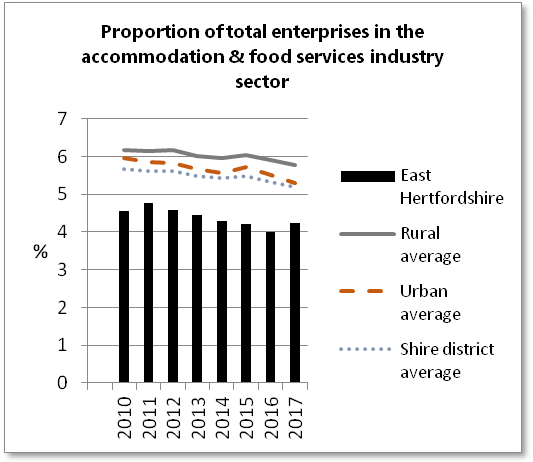 Proportion of total enterprises in the
accommodation & food services industry
sector
7
6
5
4
3
2
1
0
%
2010
2011
2012
2013
2014
2015
2016
2017
East
Hertfordshire
Rural
average
Urban
average
Shire district
average